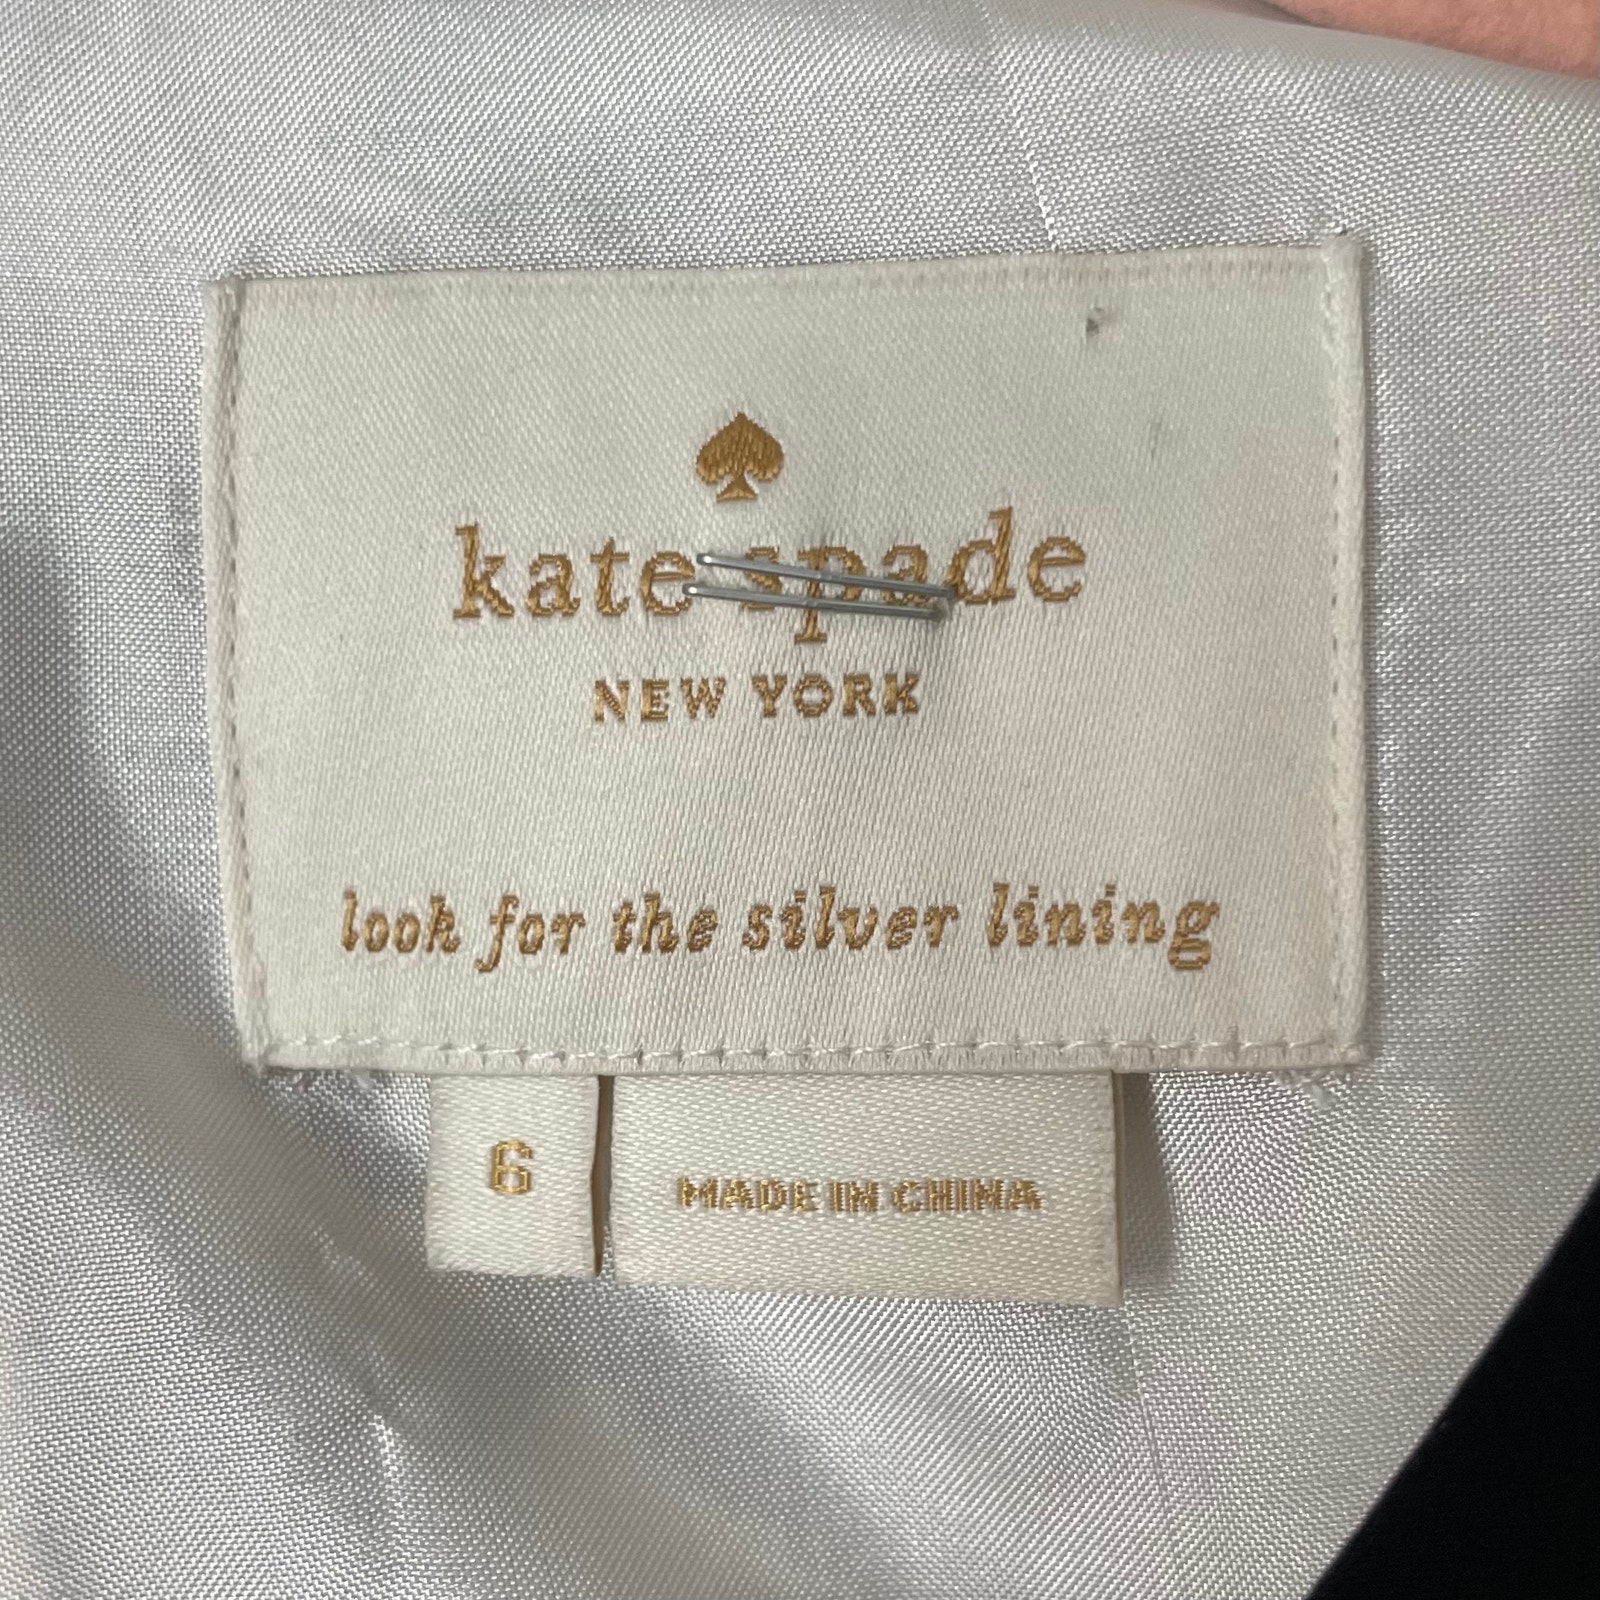 kate spade
NEW YORK
look for the silver lining
6
MADE IN CHINA